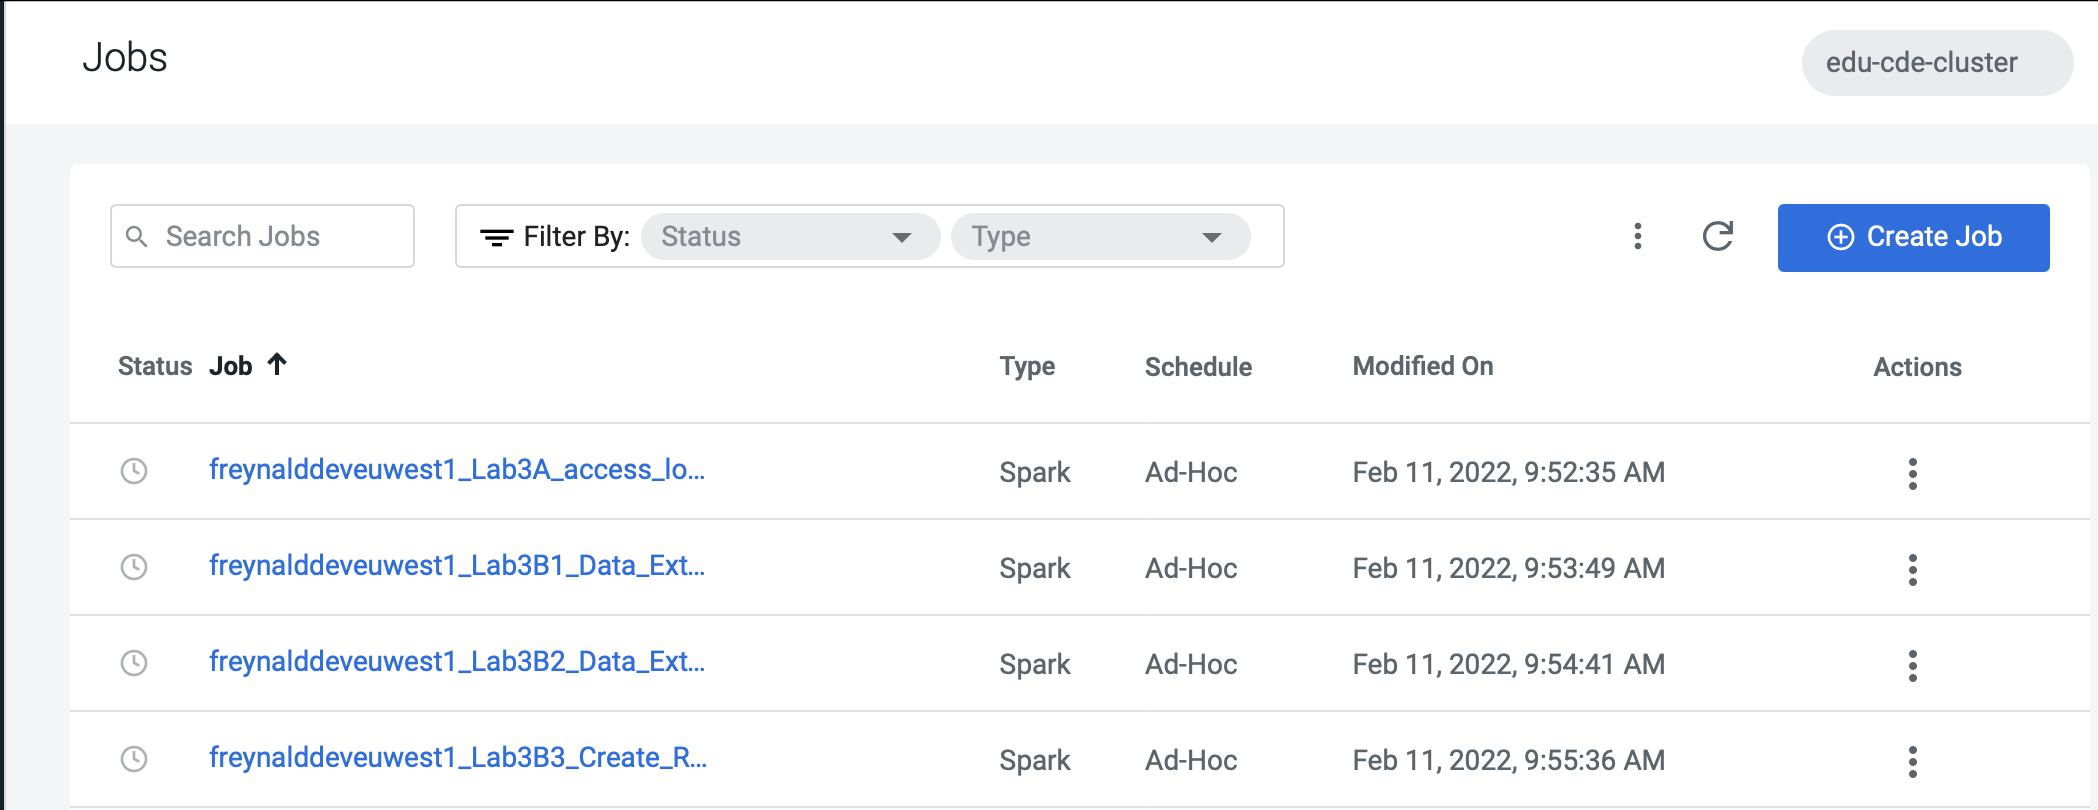 Jobs
edu-cde-cluster
Search Jobs
Filter By: Status Type
Create Job
Status Job Type Schedule Modified On Actions
freynalddeveuwest1_Lab3A_access_lo... Spark Ad-Hoc Feb 11, 2022, 9:52:35 AM
freynalddeveuwest1_Lab3B1_Data_Ext... Spark Ad-Hoc Feb 11, 2022, 9:53:49 AM
freynalddeveuwest1_Lab3B2_Data_Ext... Spark Ad-Hoc Feb 11, 2022, 9:54:41 AM
freynalddeveuwest1_Lab3B3_Create_R... Spark Ad-Hoc Feb 11, 2022, 9:55:36 AM